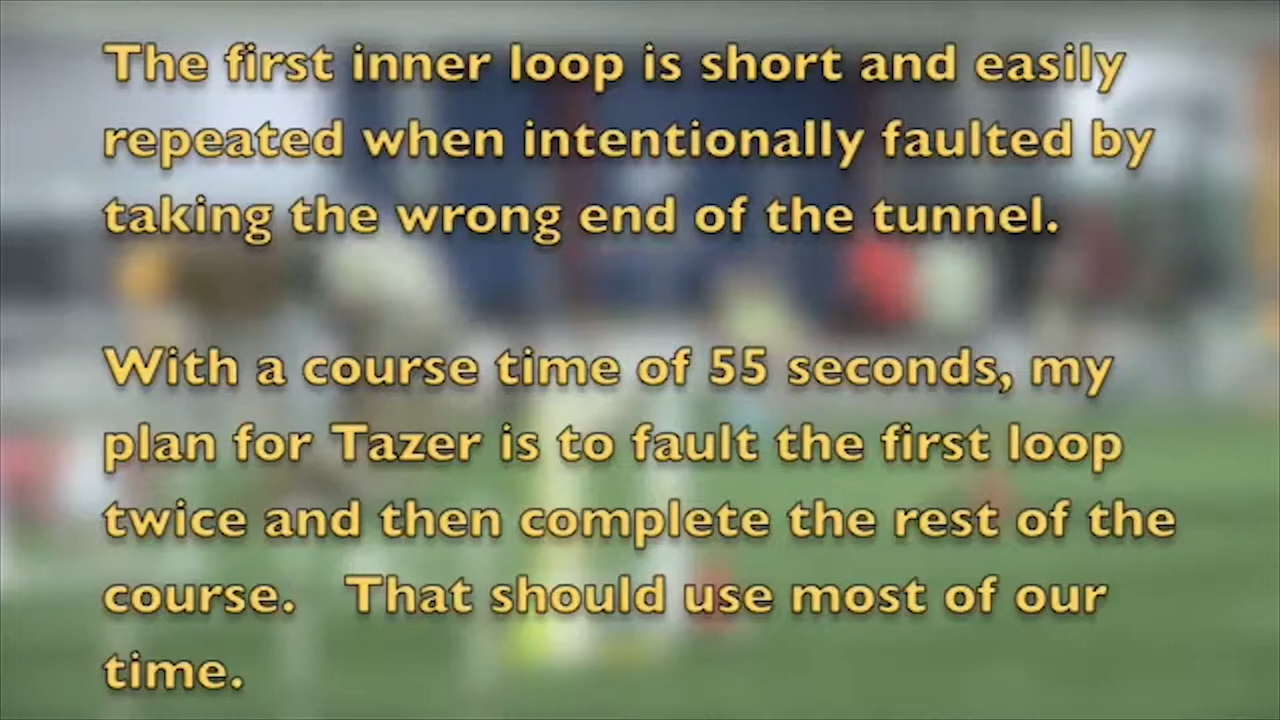 The first inner loop is short and easily
repeated when intentionally faulted by
taking the wrong end of the tunnel.
With a course time of 55 seconds, my
plan for Tazer is to fault the first loop
twice and then complete the rest of the
course. That should use most of our
time.